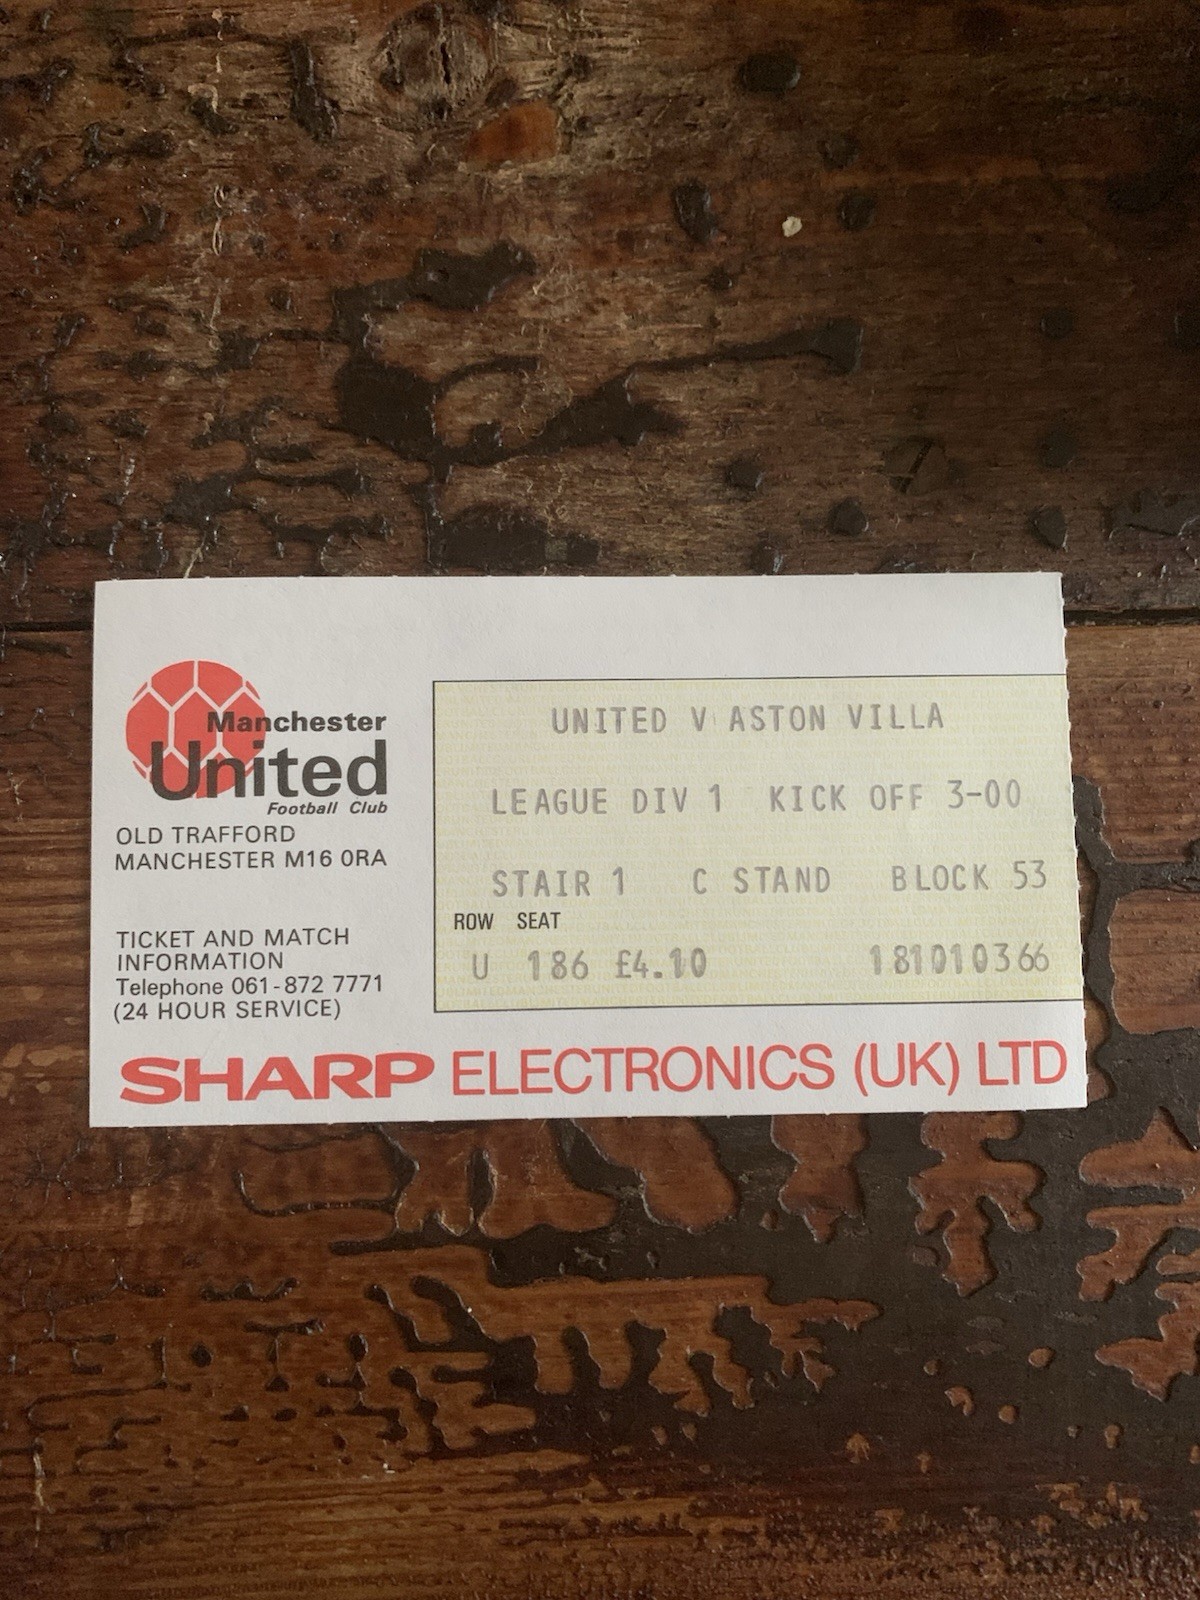 Manchester
United
Football Club
OLD TRAFFORD
MANCHESTER M16 0RA
TICKET AND MATCH
INFORMATION
Telephone 061-872 7771
(24 HOUR SERVICE)
UNITED V ASTON VILLA
LEAGUE DIV 1 KICK OFF 3-00
STAIR 1 C STAND BLOCK 53
ROW SEAT
U 186 £4.10 181010366
SHARP ELECTRONICS (UK) LTD